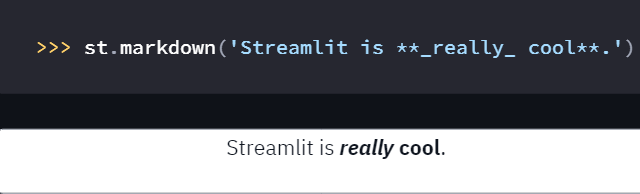 >>> st.markdown('Streamlit is **_really_ cool**.')
Streamlit is really cool.